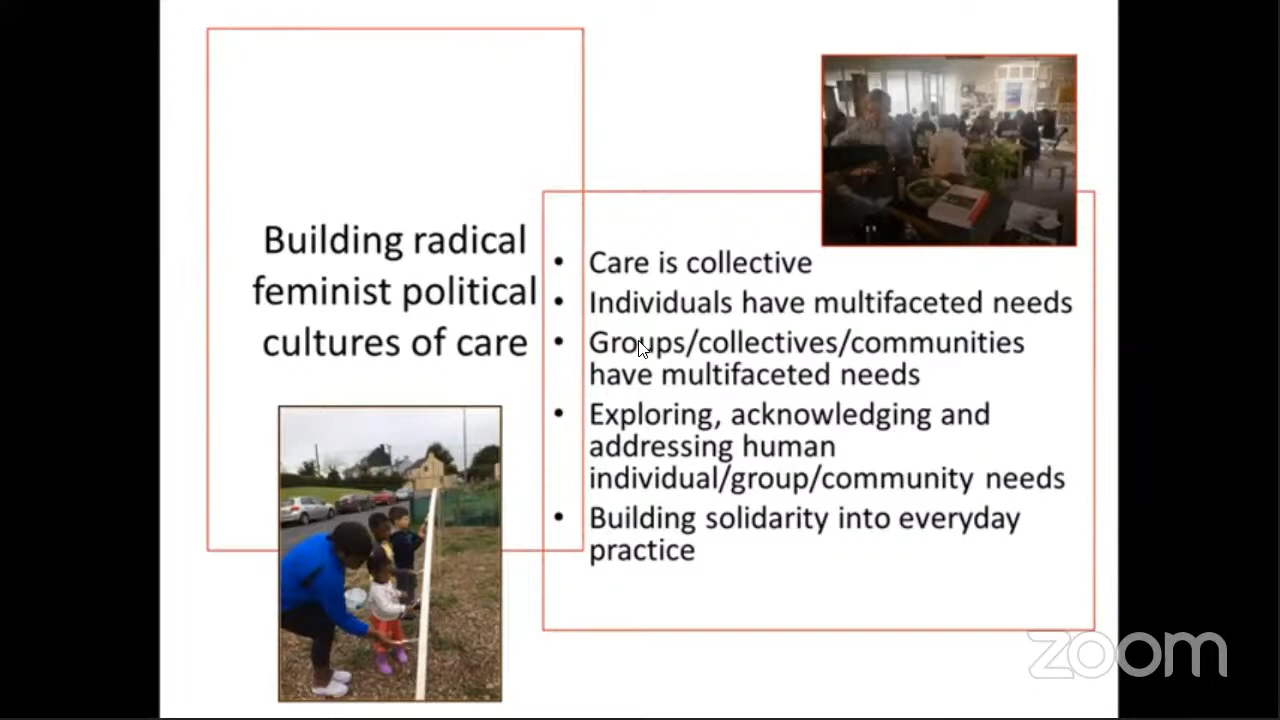 Building radical
feminist political
cultures of care
• Care is collective
• Individuals have multifaceted needs
• Groups/collectives/communities
have multifaceted needs
• Exploring, acknowledging and
addressing human
individual/group/community needs
• Building solidarity into everyday
practice
zoom